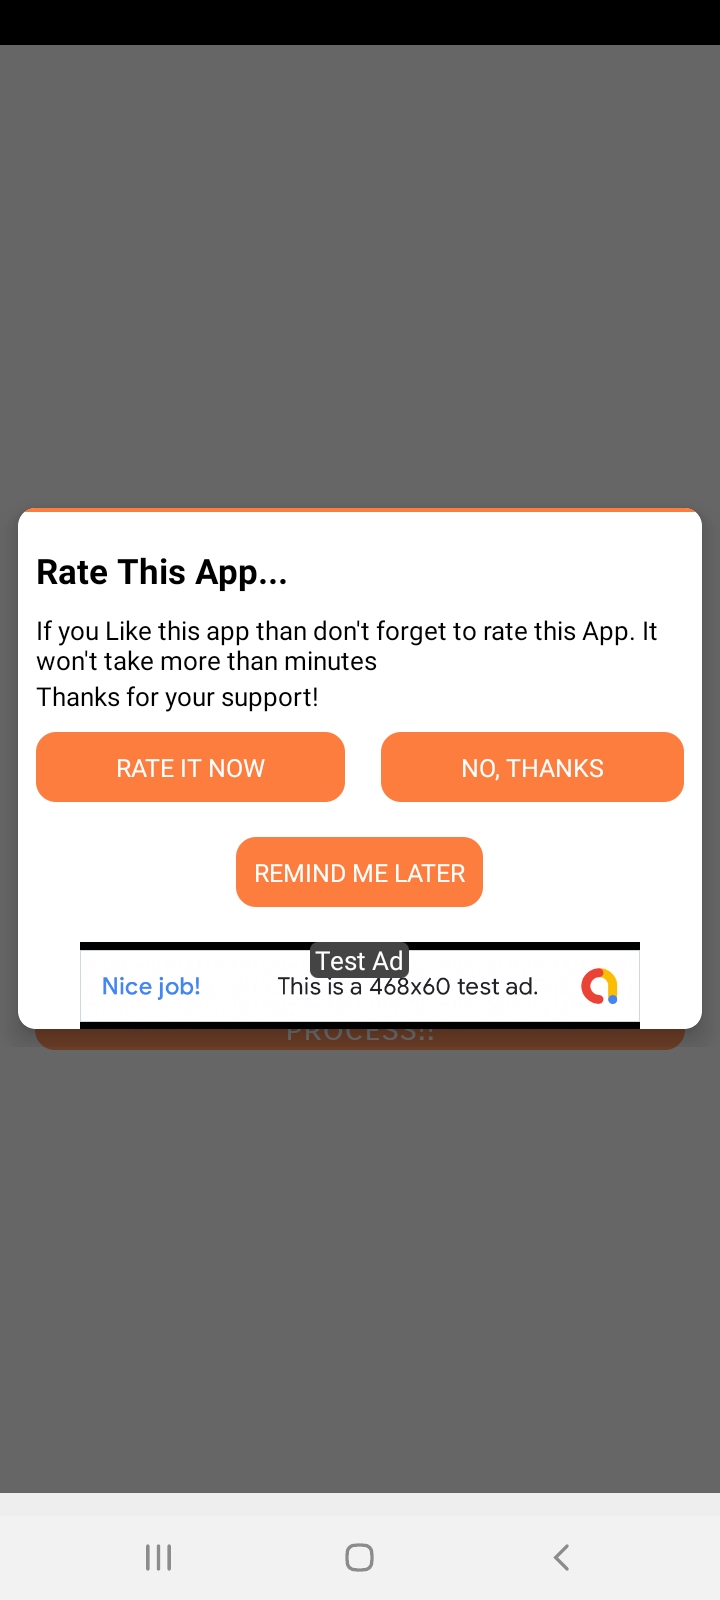 Rate This App...
If you Like this app than don't forget to rate this App. It
won't take more than minutes
Thanks for your support!
RATE IT NOW
NO, THANKS
REMIND ME LATER
Test Ad
Nice job!
This is a 468x60 test ad.
PROCESS!!